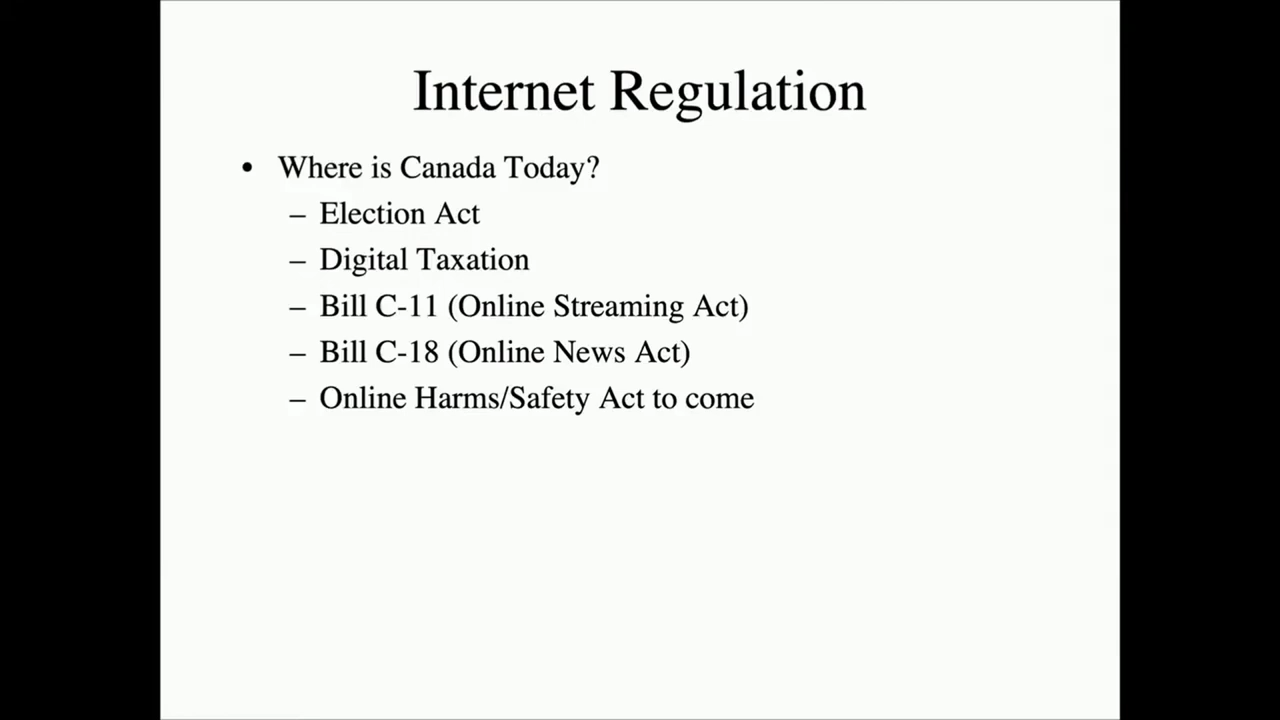 Internet Regulation
• Where is Canada Today?
– Election Act
– Digital Taxation
– Bill C-11 (Online Streaming Act)
– Bill C-18 (Online News Act)
– Online Harms/Safety Act to come